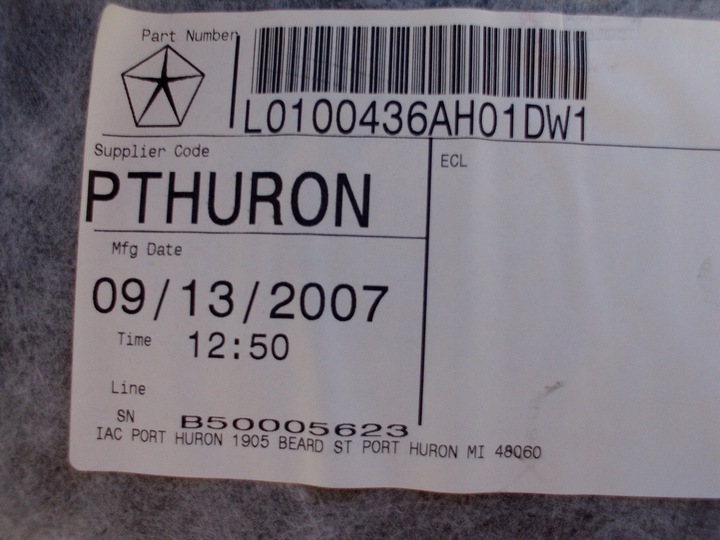 Part Number
L0100436AH01DW1
Supplier Code
ECL
PTHURON
Mfg Date
09/13/2007
Time 12:50
Line
SN B50005623
IAC PORT HURON 1905 BEARD ST PORT HURON MI 48060